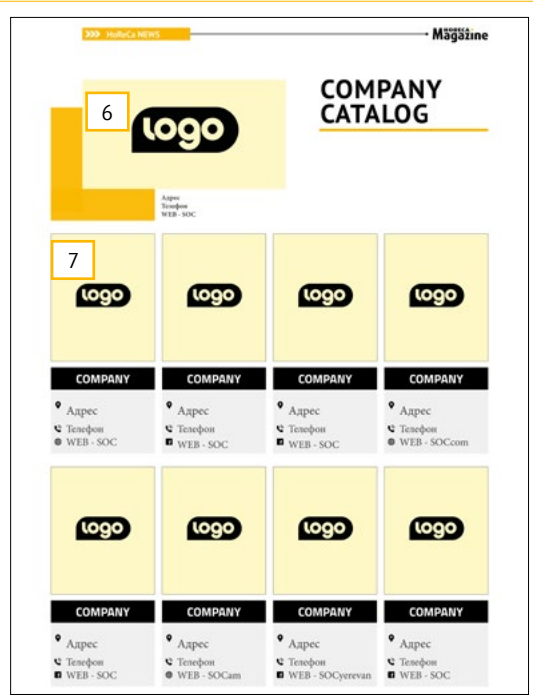 HoReCa NEWS
HORECA
Magazine
COMPANY
CATALOG
6
logo
Адрес
Телефон
WEB - SOC
7
logo
logo
logo
logo
COMPANY
COMPANY
COMPANY
COMPANY
Адрес
Адрес
Адрес
Адрес
Телефон
Телефон
Телефон
Телефон
WEB - SOC
WEB - SOC
WEB - SOC
WEB - SOCcom
logo
logo
logo
logo
COMPANY
COMPANY
COMPANY
COMPANY
Адрес
Адрес
Адрес
Адрес
Телефон
Телефон
Телефон
Телефон
WEB - SOC
WEB - SOCam
WEB - SOCyerevan
WEB - SOC